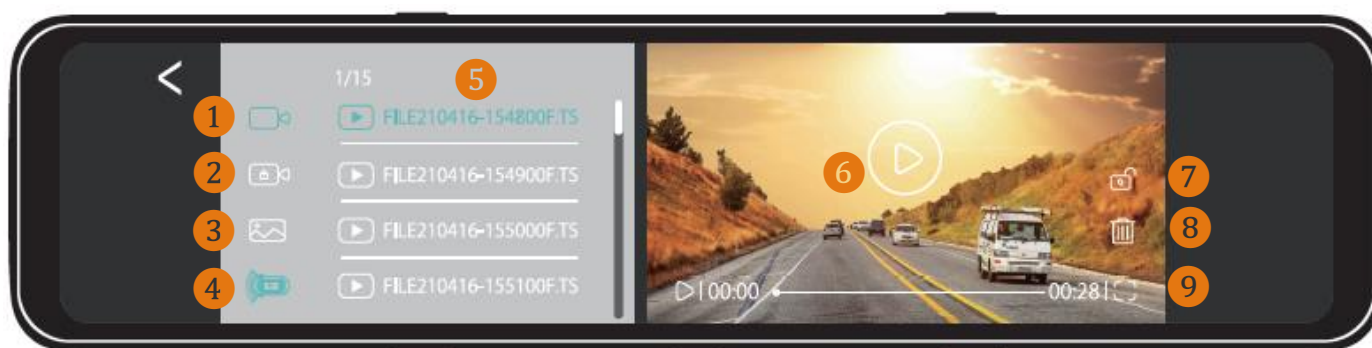 1/15 5
1 FILE210416-154800F.TS
2 FILE210416-154900F.TS
3 FILE210416-155000F.TS
4 FILE210416-155100F.TS
6
7
8
00:00 00:28 9